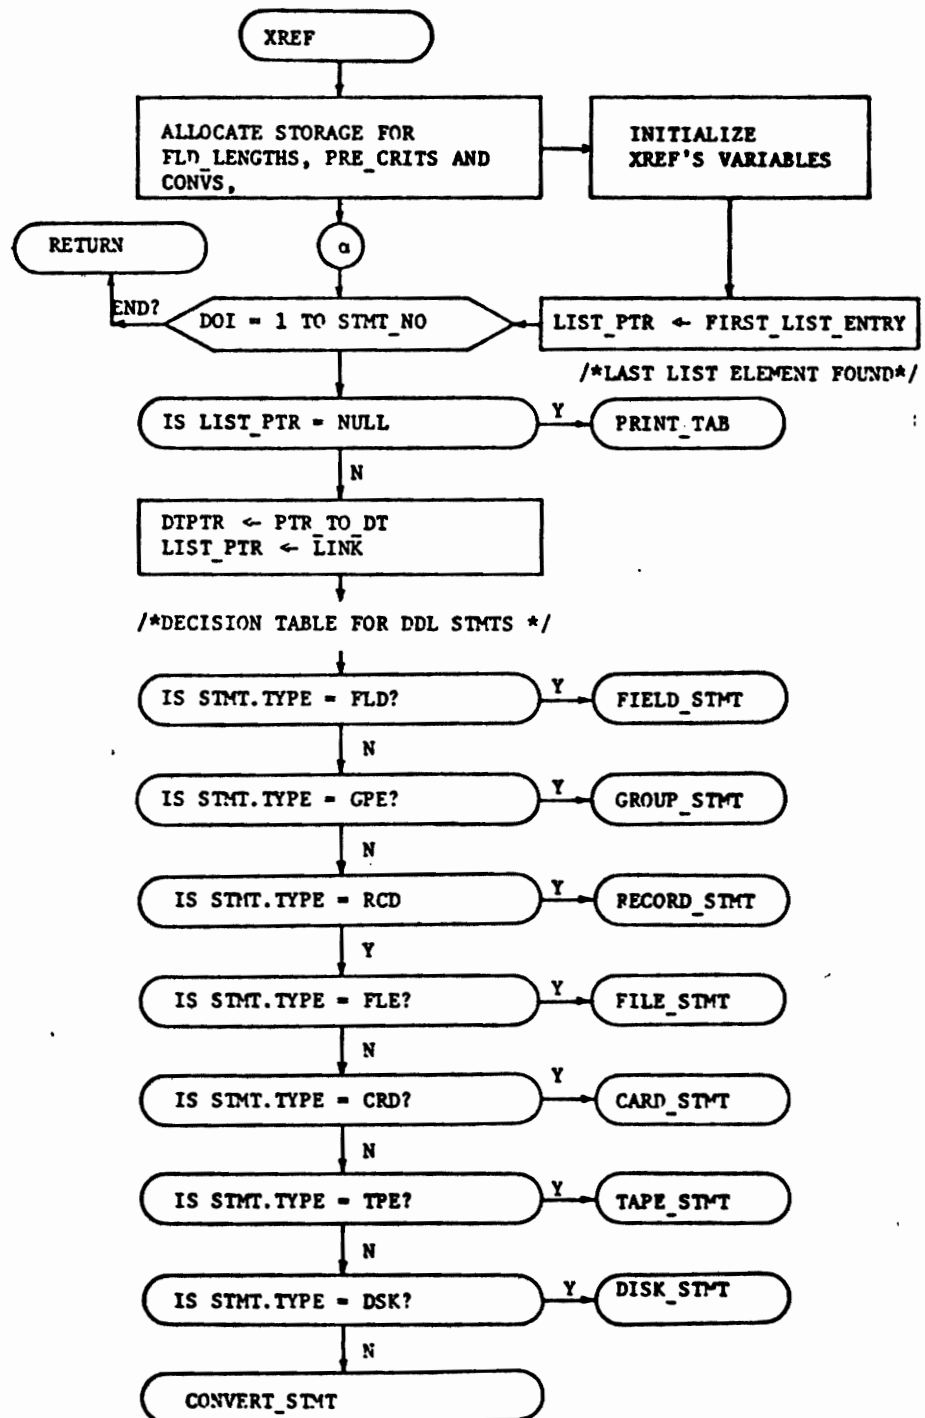 XREF
ALLOCATE STORAGE FOR
FLD_LENGTHS, PRE_CRITS AND
CONVS,
INITIALIZE
XREF'S VARIABLES
RETURN
α
END?
DOI = 1 TO STMT_NO
LIST_PTR ← FIRST_LIST_ENTRY
/*LAST LIST ELEMENT FOUND*/
IS LIST_PTR = NULL
Y
PRINT_TAB
N
DTPTR ← PTR_TO_DT
LIST_PTR ← LINK
/*DECISION TABLE FOR DDL STMTS */
IS STMT.TYPE = FLD?
Y
FIELD_STMT
N
IS STMT.TYPE = GPE?
Y
GROUP_STMT
N
IS STMT.TYPE = RCD
Y
RECORD_STMT
Y
IS STMT.TYPE = FLE?
Y
FILE_STMT
N
IS STMT.TYPE = CRD?
Y
CARD_STMT
N
IS STMT.TYPE = TPE?
Y
TAPE_STMT
N
IS STMT.TYPE = DSK?
Y
DISK_STMT
N
CONVERT_STMT